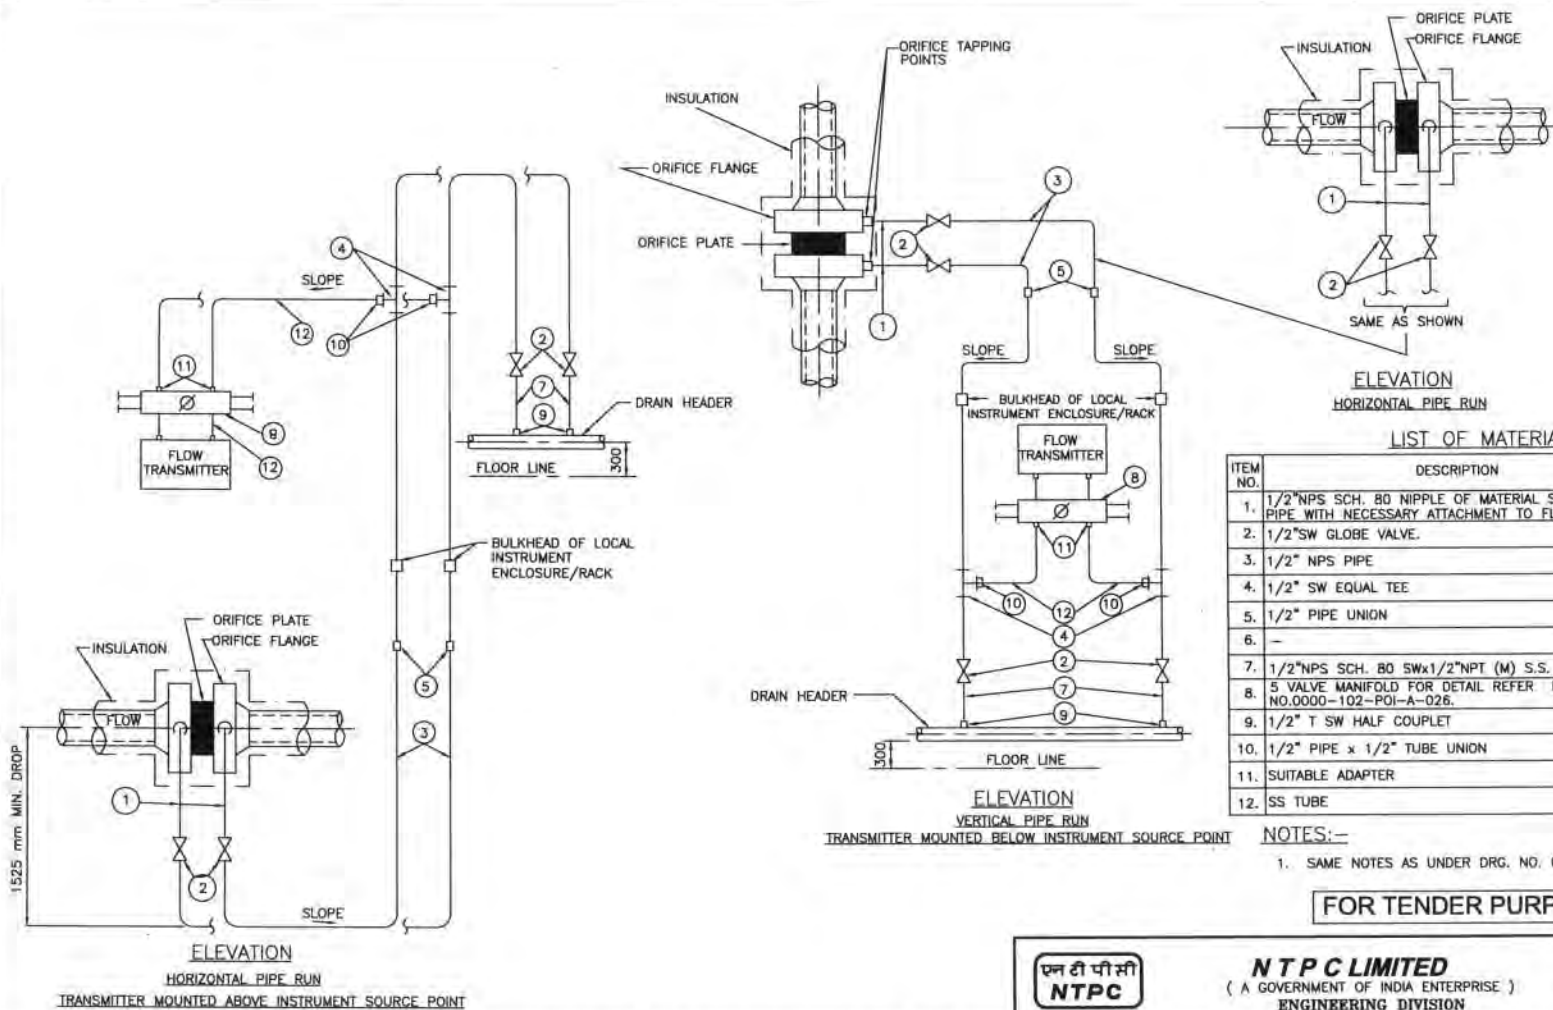 SLOPE
4
12
10
11
8
12
FLOW
TRANSMITTER
2
7
9
DRAIN HEADER
FLOOR LINE
300
BULKHEAD OF LOCAL
INSTRUMENT
ENCLOSURE/RACK
ORIFICE PLATE
ORIFICE FLANGE
INSULATION
FLOW
5
3
1
2
1525 mm MIN. DROP
SLOPE
ELEVATION
HORIZONTAL PIPE RUN
TRANSMITTER MOUNTED ABOVE INSTRUMENT SOURCE POINT
ORIFICE TAPPING
POINTS
INSULATION
ORIFICE FLANGE
ORIFICE PLATE
3
2
5
1
SLOPE
SLOPE
BULKHEAD OF LOCAL
INSTRUMENT ENCLOSURE/RACK
FLOW
TRANSMITTER
8
11
10
12
10
4
2
7
9
DRAIN HEADER
300
FLOOR LINE
ELEVATION
VERTICAL PIPE RUN
TRANSMITTER MOUNTED BELOW INSTRUMENT SOURCE POINT
ORIFICE PLATE
ORIFICE FLANGE
INSULATION
FLOW
1
2
SAME AS SHOWN
ELEVATION
HORIZONTAL PIPE RUN
LIST OF MATERIA
ITEM
NO.
DESCRIPTION
1. 1/2"NPS SCH. 80 NIPPLE OF MATERIAL S
PIPE WITH NECESSARY ATTACHMENT TO FL
2. 1/2"SW GLOBE VALVE.
3. 1/2" NPS PIPE
4. 1/2" SW EQUAL TEE
5. 1/2" PIPE UNION
6. –
7. 1/2"NPS SCH. 80 SWx1/2"NPT (M) S.S.
8. 5 VALVE MANIFOLD FOR DETAIL REFER
NO.0000-102-POI-A-026.
9. 1/2" T SW HALF COUPLET
10. 1/2" PIPE x 1/2" TUBE UNION
11. SUITABLE ADAPTER
12. SS TUBE
NOTES:–
1. SAME NOTES AS UNDER DRG. NO.
FOR TENDER PURP
एन टी पी सी
NTPC
N T P C LIMITED
( A GOVERNMENT OF INDIA ENTERPRISE )
ENGINEERING DIVISION